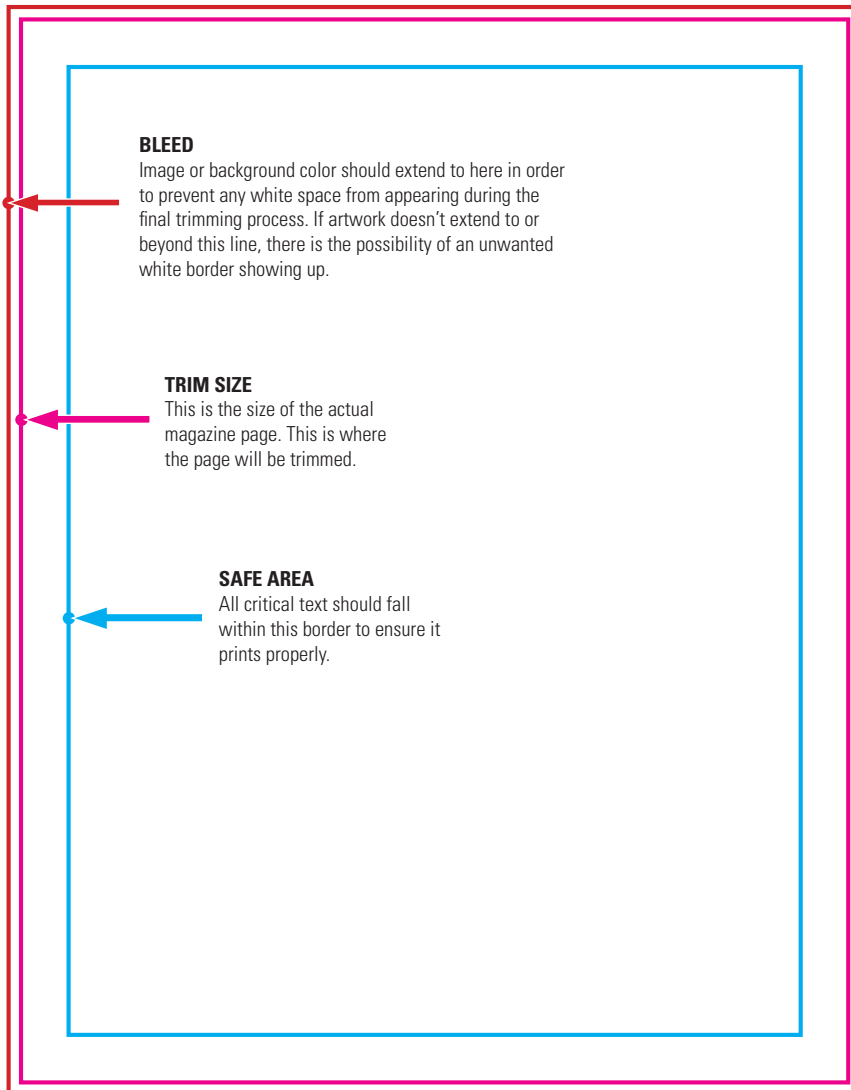 BLEED
Image or background color should extend to here in order
to prevent any white space from appearing during the
final trimming process. If artwork doesn’t extend to or
beyond this line, there is the possibility of an unwanted
white border showing up.
TRIM SIZE
This is the size of the actual
magazine page. This is where
the page will be trimmed.
SAFE AREA
All critical text should fall
within this border to ensure it
prints properly.